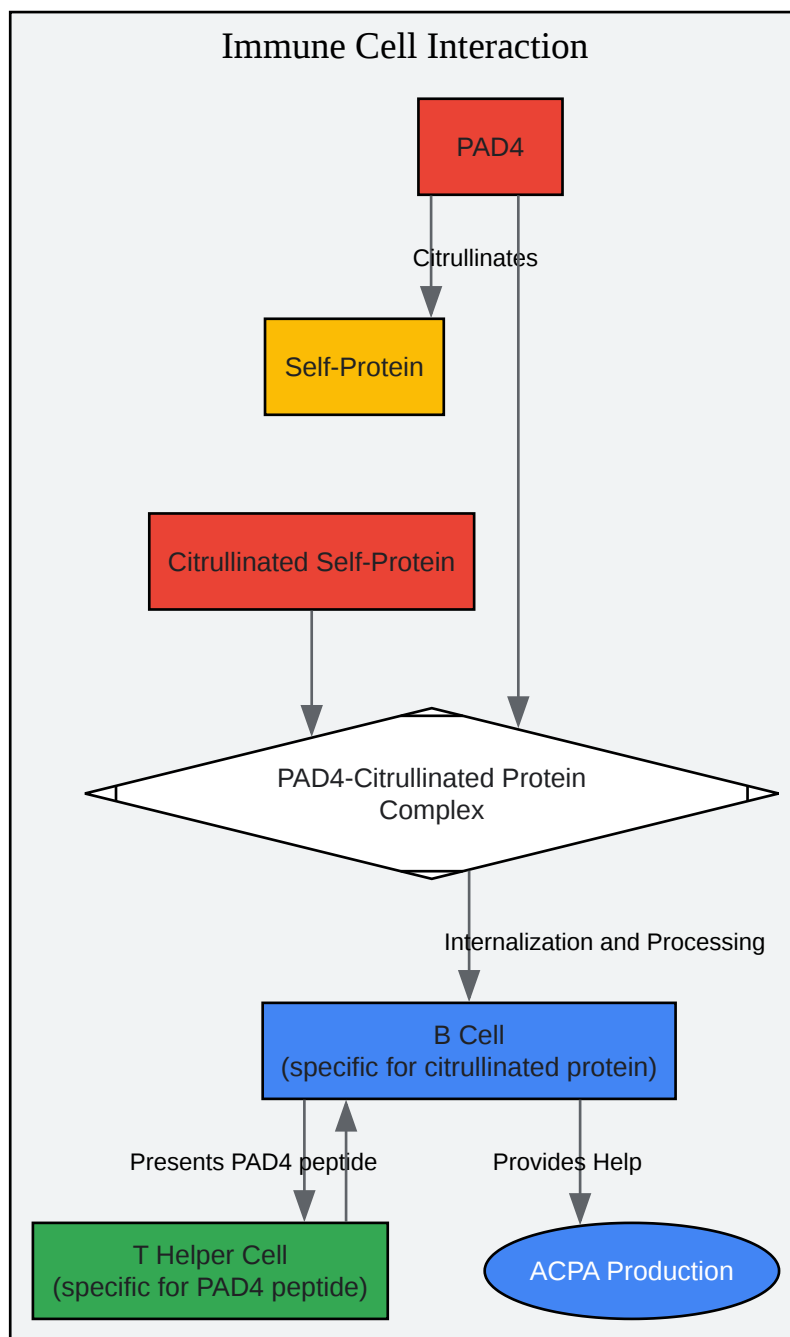 Immune Cell Interaction
PAD4
Citrullinates
Self-Protein
Citrullinated Self-Protein
PAD4-Citrullinated Protein
Complex
Internalization and Processing
B Cell
(specific for citrullinated protein)
Presents PAD4 peptide
Provides Help
T Helper Cell
(specific for PAD4 peptide)
ACPA Production